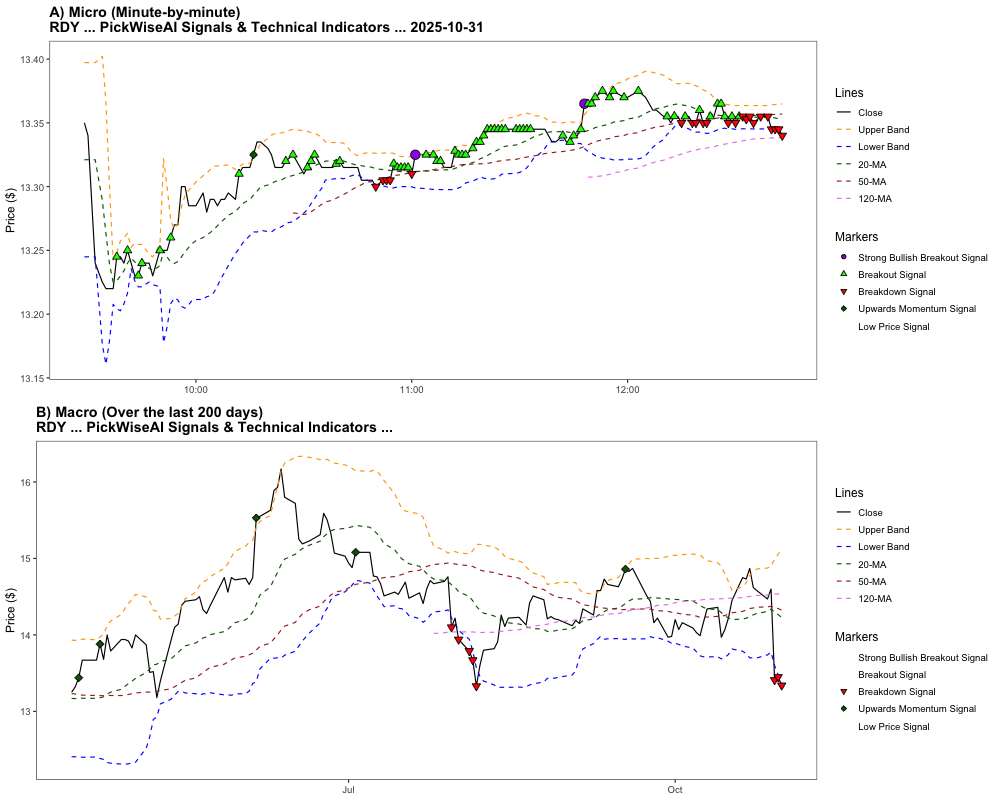 A) Micro (Minute-by-minute)
RDY ... PickWiseAI Signals & Technical Indicators ... 2025-10-31
13.40
13.35
13.30
13.25
13.20
13.15
Price ($)
10:00
11:00
12:00
Lines
Close
Upper Band
Lower Band
20-MA
50-MA
120-MA
Markers
Strong Bullish Breakout Signal
Breakout Signal
Breakdown Signal
Upwards Momentum Signal
Low Price Signal
B) Macro (Over the last 200 days)
RDY ... PickWiseAI Signals & Technical Indicators ...
16
15
14
13
Price ($)
Jul
Oct
Lines
Close
Upper Band
Lower Band
20-MA
50-MA
120-MA
Markers
Strong Bullish Breakout Signal
Breakout Signal
Breakdown Signal
Upwards Momentum Signal
Low Price Signal